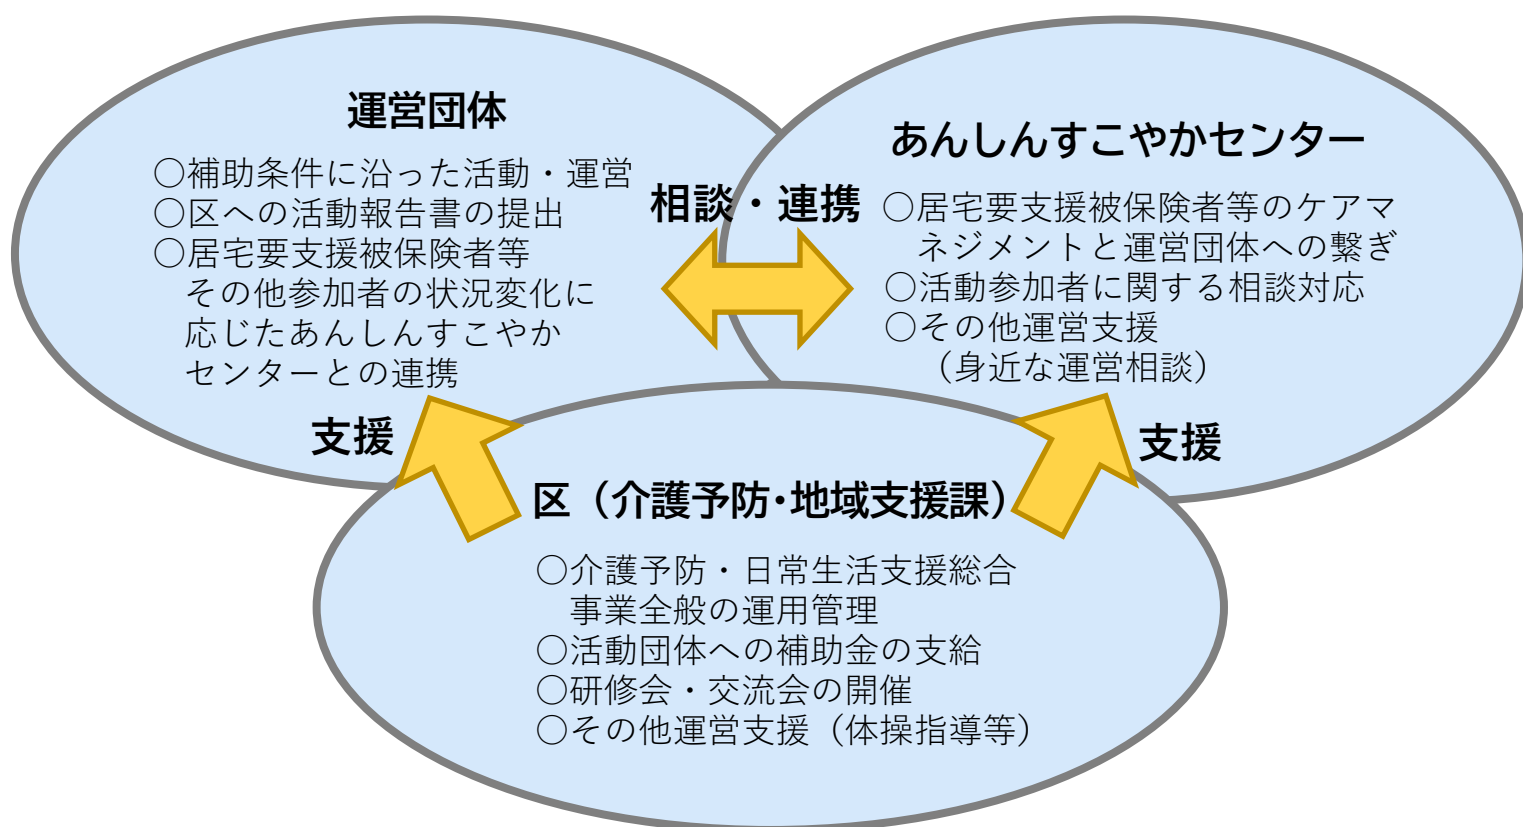 運営団体
○補助条件に沿った活動・運営
○区への活動報告書の提出
○居宅要支援被保険者等
その他参加者の状況変化に
応じたあんしんすこやか
センターとの連携
相談・連携
あんしんすこやかセンター
○居宅要支援被保険者等のケアマ
ネジメントと運営団体への繋ぎ
○活動参加者に関する相談対応
○その他運営支援
（身近な運営相談）
支援
支援
区（介護予防･地域支援課）
○介護予防・日常生活支援総合
事業全般の運用管理
○活動団体への補助金の支給
○研修会・交流会の開催
○その他運営支援（体操指導等）